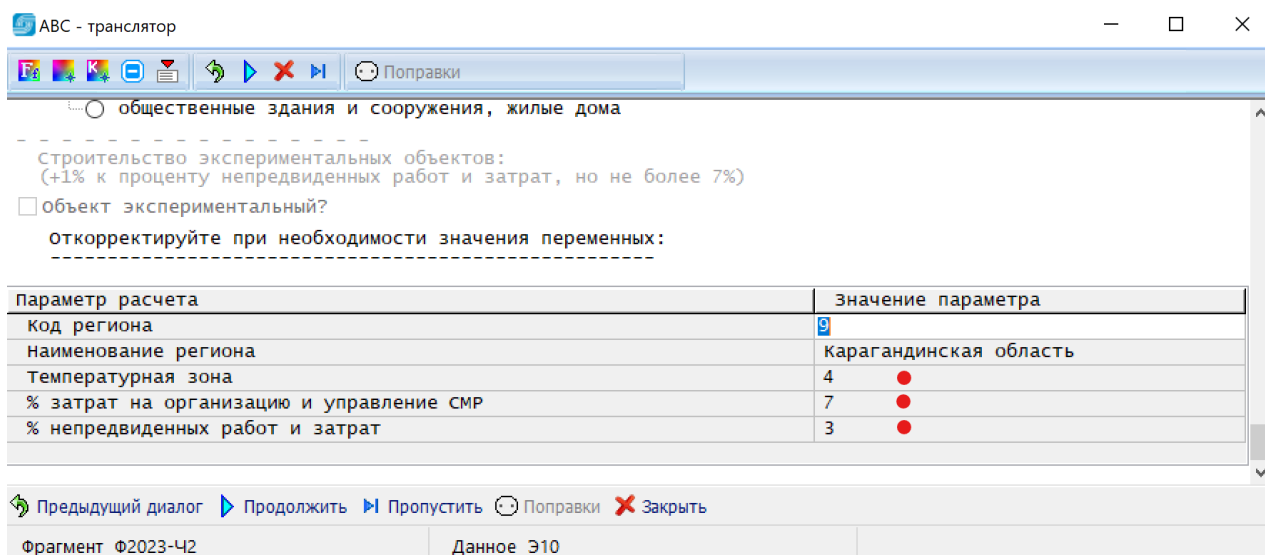 АВС - транслятор
Поправки
общественные здания и сооружения, жилые дома
- - - - - - - - - - - - - - - -
Строительство экспериментальных объектов:
(+1% к проценту непредвиденных работ и затрат, но не более 7%)
Объект экспериментальный?
Откорректируйте при необходимости значения переменных:
-----------------------------------------------------
Параметр расчета Значение параметра
Код региона 9
Наименование региона Карагандинская область
Температурная зона 4
% затрат на организацию и управление СМР 7
% непредвиденных работ и затрат 3
Предыдущий диалог Продолжить Пропустить Поправки Закрыть
Фрагмент Ф2023-Ч2 Данное Э10